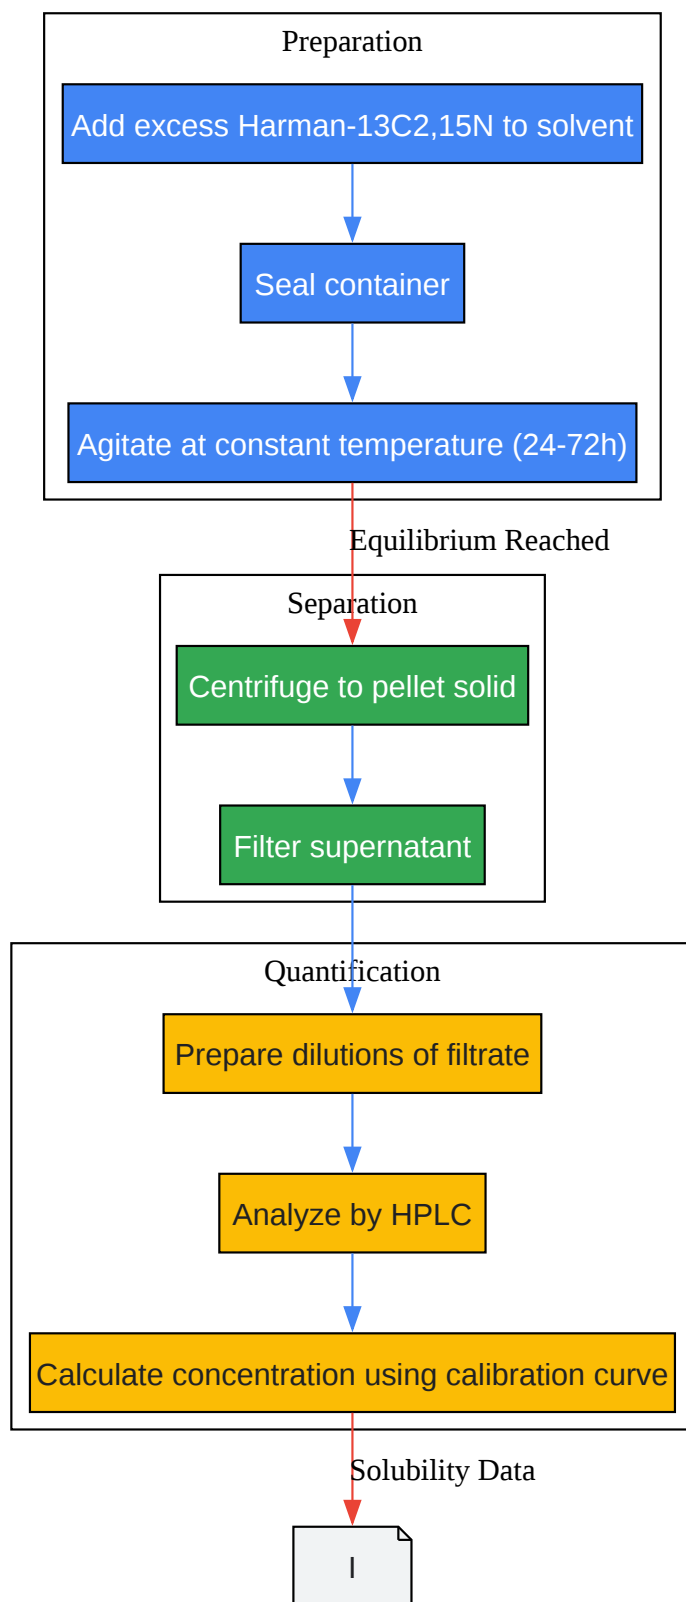 Preparation
Add excess Harman-13C2,15N to solvent
Seal container
Agitate at constant temperature (24-72h)
Equilibrium Reached
Separation
Centrifuge to pellet solid
Filter supernatant
Quantification
Prepare dilutions of filtrate
Analyze by HPLC
Calculate concentration using calibration curve
Solubility Data
I